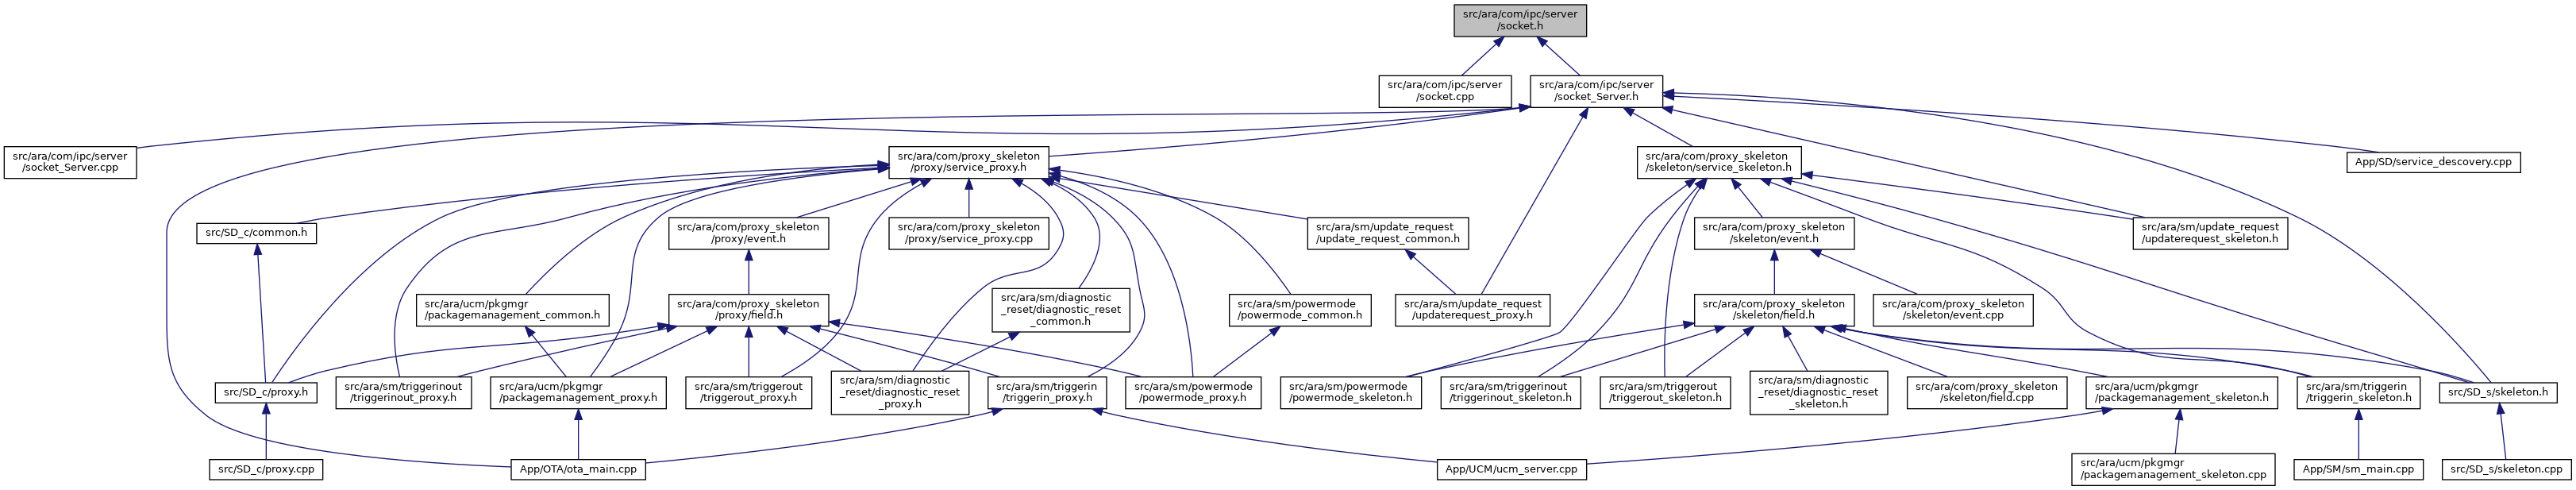 src/ara/com/ipc/server
/socket.h
src/ara/com/ipc/server
/socket.cpp
src/ara/com/ipc/server
/socket_Server.h
src/ara/com/ipc/server
/socket_Server.cpp
src/ara/com/proxy_skeleton
/proxy/service_proxy.h
src/ara/com/proxy_skeleton
/skeleton/service_skeleton.h
App/SD/service_descovery.cpp
src/SD_c/common.h
src/ara/com/proxy_skeleton
/proxy/event.h
src/ara/com/proxy_skeleton
/proxy/service_proxy.cpp
src/ara/sm/update_request
/update_request_common.h
src/ara/com/proxy_skeleton
/skeleton/event.h
src/ara/sm/update_request
/updaterequest_skeleton.h
src/ara/ucm/pkgmgr
/packagemanagement_common.h
src/ara/com/proxy_skeleton
/proxy/field.h
src/ara/sm/diagnostic
_reset/diagnostic_reset
_common.h
src/ara/sm/powermode
/powermode_common.h
src/ara/sm/update_request
/updaterequest_proxy.h
src/ara/com/proxy_skeleton
/skeleton/field.h
src/ara/com/proxy_skeleton
/skeleton/event.cpp
src/SD_c/proxy.h
src/ara/sm/triggerinout
/triggerinout_proxy.h
src/ara/ucm/pkgmgr
/packagemanagement_proxy.h
src/ara/sm/triggerout
/triggerout_proxy.h
src/ara/sm/diagnostic
_reset/diagnostic_reset
_proxy.h
src/ara/sm/triggerin
/triggerin_proxy.h
src/ara/sm/powermode
/powermode_proxy.h
src/ara/sm/powermode
/powermode_skeleton.h
src/ara/sm/triggerinout
/triggerinout_skeleton.h
src/ara/sm/triggerout
/triggerout_skeleton.h
src/ara/sm/diagnostic
_reset/diagnostic_reset
_skeleton.h
src/ara/com/proxy_skeleton
/skeleton/field.cpp
src/ara/ucm/pkgmgr
/packagemanagement_skeleton.h
src/ara/sm/triggerin
/triggerin_skeleton.h
src/SD_s/skeleton.h
src/SD_c/proxy.cpp
App/OTA/ota_main.cpp
App/UCM/ucm_server.cpp
src/ara/ucm/pkgmgr
/packagemanagement_skeleton.cpp
App/SM/sm_main.cpp
src/SD_s/skeleton.cpp